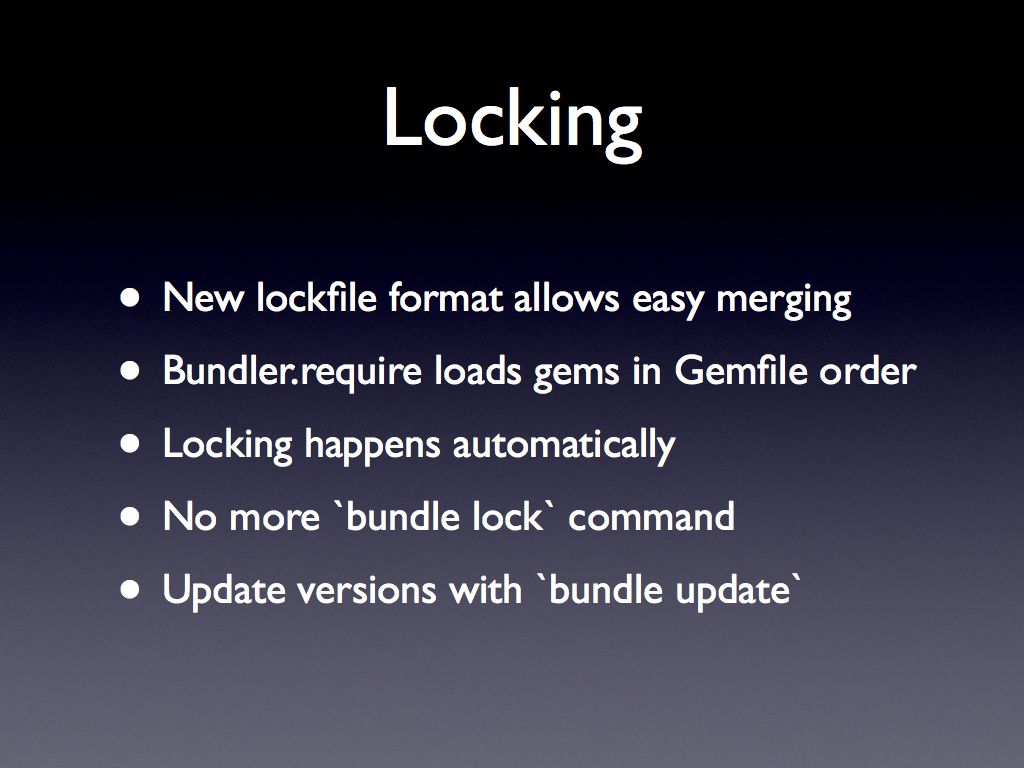 Locking
• New lockfile format allows easy merging
• Bundler.require loads gems in Gemfile order
• Locking happens automatically
• No more `bundle lock` command
• Update versions with `bundle update`